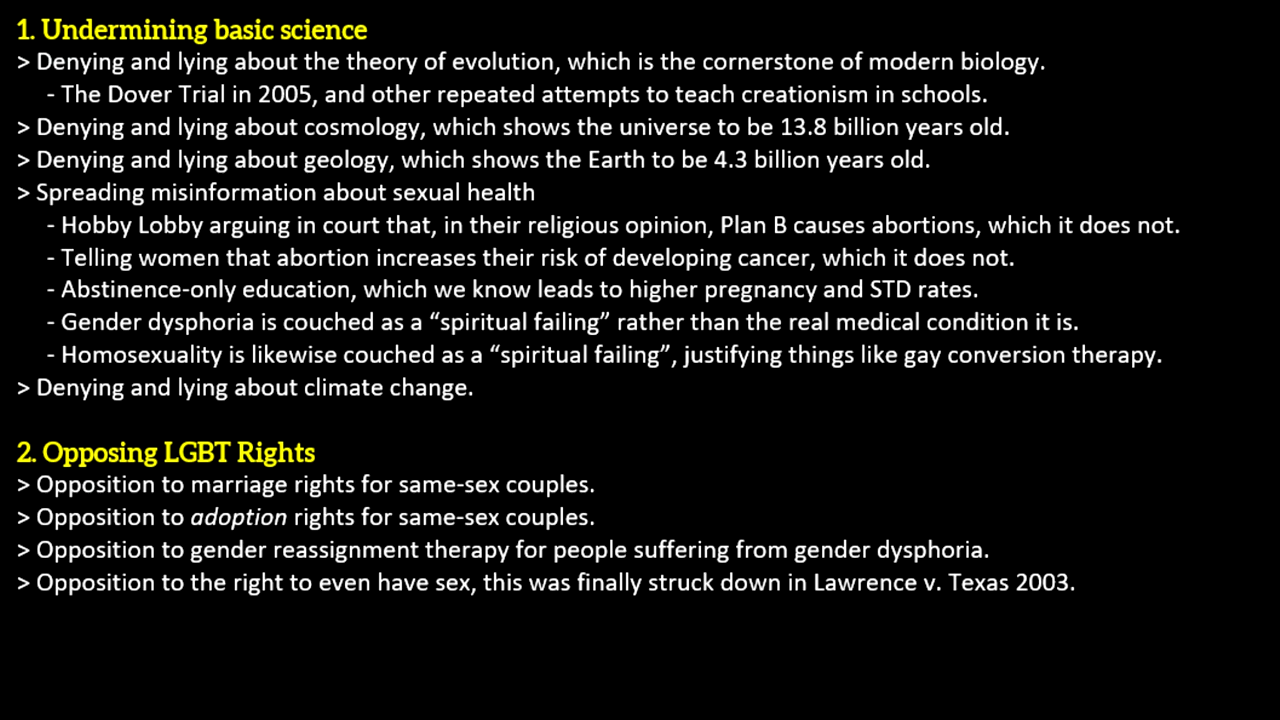 1. Undermining basic science
> Denying and lying about the theory of evolution, which is the cornerstone of modern biology.
- The Dover Trial in 2005, and other repeated attempts to teach creationism in schools.
> Denying and lying about cosmology, which shows the universe to be 13.8 billion years old.
> Denying and lying about geology, which shows the Earth to be 4.3 billion years old.
> Spreading misinformation about sexual health
- Hobby Lobby arguing in court that, in their religious opinion, Plan B causes abortions, which it does not.
- Telling women that abortion increases their risk of developing cancer, which it does not.
- Abstinence-only education, which we know leads to higher pregnancy and STD rates.
- Gender dysphoria is couched as a “spiritual failing” rather than the real medical condition it is.
- Homosexuality is likewise couched as a “spiritual failing”, justifying things like gay conversion therapy.
> Denying and lying about climate change.
2. Opposing LGBT Rights
> Opposition to marriage rights for same-sex couples.
> Opposition to adoption rights for same-sex couples.
> Opposition to gender reassignment therapy for people suffering from gender dysphoria.
> Opposition to the right to even have sex, this was finally struck down in Lawrence v. Texas 2003.